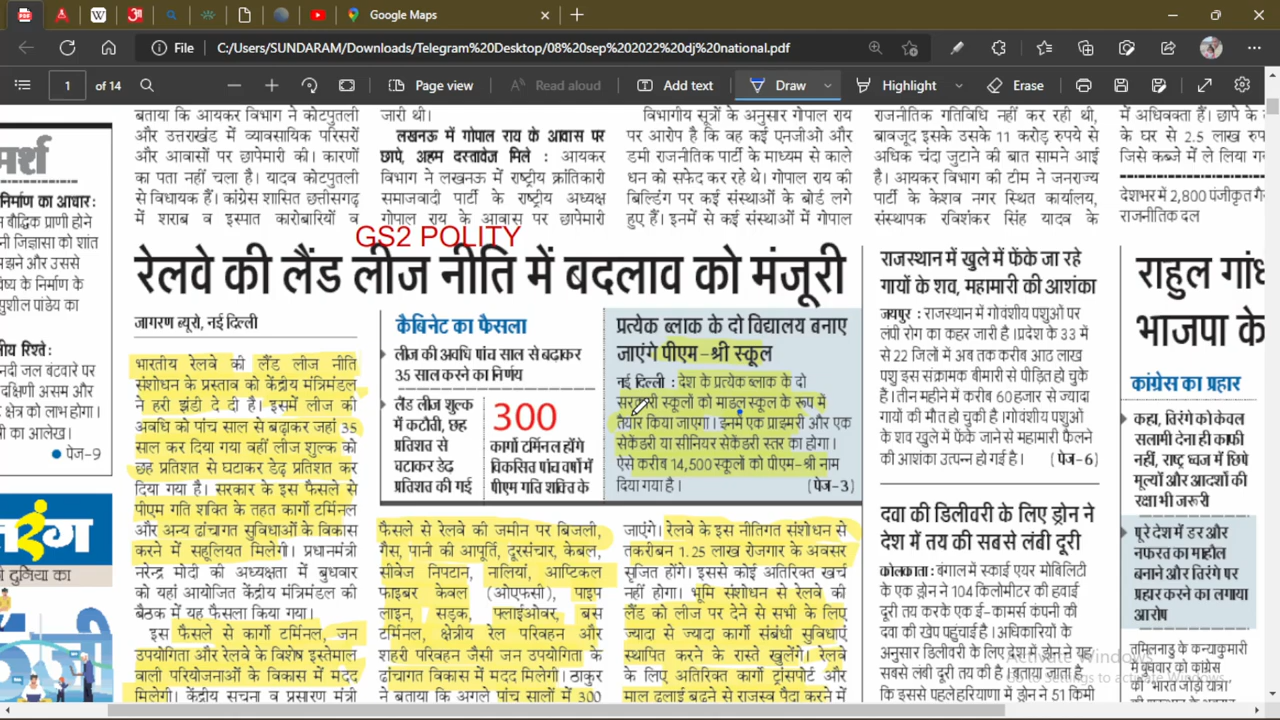 Google Maps
File
C:/Users/SUNDARAM/Downloads/Telegram%20Desktop/08%20sep%202022%20dj%20national.pdf
1 of 14
Page view
Read aloud
Add text
Draw
Highlight
Erase
र्मश
निर्माण का आधार:
बौद्धिक प्राणी होने
नी जिज्ञासा को शांत
मझने और उससे
विष्य के निर्माण के
सुशील पांडेय का
ीय रिश्ते:
नदी जल बंटवारे पर
दक्षिणी असम और
क्षेत्र को लाभ होगा।
री का आलेख।
पेज-9
तरंग
दुनिया का
बताया कि आयकर विभाग ने कोटपुतली
और उत्तराखंड में व्यावसायिक परिसरों
और आवासों पर छापेमारी की। कारणों
का पता नहीं चला है। यादव कोटपुतली
से विधायक हैं। कांग्रेस शासित छत्तीसगढ़
में शराब व इस्पात कारोबारियों व
जारी थी।
लखनऊ में गोपाल राय के आवास पर
छापे, अहम दस्तावेज मिले : आयकर
विभाग ने लखनऊ में राष्ट्रीय क्रांतिकारी
समाजवादी पार्टी के राष्ट्रीय अध्यक्ष
गोपाल राय के आवास पर छापेमारी
विभागीय सूत्रों के अनुसार गोपाल राय
पर आरोप है कि वह कई एनजीओ और
डमी राजनीतिक पार्टी के माध्यम से काले
धन को सफेद कर रहे थे। गोपाल राय की
बिल्डिंग पर कई संस्थाओं के बोर्ड लगे
हुए हैं। इनमें से कई संस्थाओं में गोपाल
राजनीतिक गतिविधि नहीं कर रही थी,
बावजूद इसके उसके 11 करोड़ रुपये से
अधिक चंदा जुटाने की बात सामने आई
है। आयकर विभाग की टीम ने जनराज्य
पार्टी के केशव नगर स्थित कार्यालय,
संस्थापक रविशंकर सिंह यादव के
में अधिवक्ता हैं। छापे के
के घर से 2.5 लाख रुप
जिसे कब्जे में ले लिया ग
देशभर में 2,800 पंजीकृत गै
राजनीतिक दल
GS2 POLITY
रेलवे की लैंड लीज नीति में बदलाव को मंजूरी
जागरण ब्यूरो, नई दिल्ली
भारतीय रेलवे की लैंड लीज नीति
संशोधन के प्रस्ताव को केंद्रीय मंत्रिमंडल
ने हरी झंडी दे दी है। इसमें लीज की
अवधि को पांच साल से बढ़ाकर जहां 35
साल कर दिया गया वहीं लीज शुल्क को
छह प्रतिशत से घटाकर डेढ़ प्रतिशत कर
दिया गया है। सरकार के इस फैसले से
पीएम गति शक्ति के तहत कार्गो टर्मिनल
और अन्य ढांचागत सुविधाओं के विकास
करने में सहूलियत मिलेगी। प्रधानमंत्री
नरेन्द्र मोदी की अध्यक्षता में बुधवार
को यहां आयोजित केंद्रीय मंत्रिमंडल की
बैठक में यह फैसला किया गया।
इस फैसले से कार्गो टर्मिनल, जन
उपयोगिता और रेलवे के विशेष इस्तेमाल
वाली परियोजनाओं के विकास में मदद
मिलेगी। केंद्रीय सूचना व प्रसारण मंत्री
कैबिनेट का फैसला
लीज की अवधि पांच साल से बढाकर
35 साल करने का निर्णय
लैंड लीज शुल्क
में कटौती, छह
प्रतिशत से
घटाकर डेढ़
प्रतिशत की गई
300
कार्गो टर्मिनल होंगे
विकसित पांच वर्षों में
पीएम गति शक्ति के
प्रत्येक ब्लाक के दो विद्यालय बनाए
जाएंगे पीएम-श्री स्कूल
नई दिल्ली : देश के प्रत्येक ब्लाक के दो
सरकारी स्कूलों को माडल स्कूल के रूप में
तैयार किया जाएगा। इनमें एक प्राइमरी और एक
सेकेंडरी या सीनियर सेकेंडरी स्तर का होगा।
ऐसे करीब 14,500 स्कूलों को पीएम-श्री नाम
दिया गया है। (पेज-3)
फैसले से रेलवे की जमान पर बिजली,
गैस, पानी की आपूर्ति, दूरसंचार, केबल,
सीवेज निपटान, नालियां, आप्टिकल
फाइबर केवल (ओएफसी), पाइप
लाइन, सड़क, फ्लाईओवर, बस
टर्मिनल, क्षेत्रीय रेल परिवहन और
शहरी परिवहन जैसी जन उपयोगिता के
ढांचागत विकास में मदद मिलेगी। ठाकुर
ने बताया कि अगले पांच सालों में 300
जाएंगे। रेलवे के इस नीतिगत संशोधन से
तकरीबन 1.25 लाख रोजगार के अवसर
सृजित होंगे। इससे कोई अतिरिक्त खर्च
नहीं होगा। भूमि संशोधन से रेलवे की
लैंड को लीज पर देने से सभी के लिए
ज्यादा से ज्यादा कार्गो संबंधी सुविधाएं
स्थापित करने के रास्ते खुलेंगे। रेलवे
के लिए अतिरिक्त कार्गो ट्रांसपोर्ट और
माल ढुलाई बढ़ने से राजस्व पैदा करने में
राजस्थान में खुले में फेंके जा रहे
गायों के शव, महामारी की आशंका
जयपुर : राजस्थान में गोवंशीय पशुओं पर
लंपी रोग का कहर जारी है। प्रदेश के 33 में
से 22 जिलों में अब तक करीब आठ लाख
पशु इस संक्रामक बीमारी से पीड़ित हो चुके
हैं। तीन महीने में करीब 60 हजार से ज्यादा
गायों की मौत हो चुकी है। गोवंशीय पशुओं
के शव खुले में फेंके जाने से महामारी फैलने
की आशंका उत्पन्न हो गई है। (पेज-6)
दवा की डिलीवरी के लिए ड्रोन ने
देश में तय की सबसे लंबी दूरी
कोलकाता : बंगाल में स्काई एयर मोबिलिटी
के एक ड्रोन ने 104 किलोमीटर की हवाई
दूरी तय करके एक ई-कामर्स कंपनी की
दवा की खेप पहुंचाई है। अधिकारियों के
अनुसार डिलीवरी के लिए देश में ड्रोन ने यह
सबसे लंबी दूरी तय की है। बताया जाता है
कि इससे पहले हरियाणा में ड्रोन ने 51 किमी
राहुल गां
भाजपा के
कांग्रेस का प्रहार
कहा, तिरंगे को केवल
सलामी देना ही काफी
नहीं, राष्ट्र ध्वज में छिपे
मूल्यों और आदर्शों की
रक्षा भी जरूरी
पूरे देश में डर और
नफरत का माहौल
बनाने और तिरंगे पर
प्रहार करने का लगाया
आरोप
तमिलनाडु के कन्याकुमारी
में बुधवार को कांग्रेस
की 'भारत जोड़ो यात्रा'
Activate Windows
Go to Settings to activate Windows.